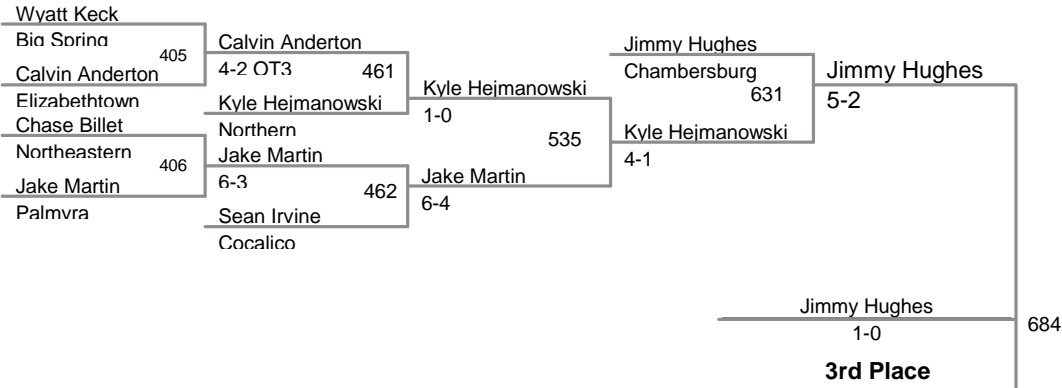 Wyatt Keck
Big Spring
405
Calvin Anderton
Elizabethtown
Chase Billet
Northeastern
406
Jake Martin
Palmyra
Calvin Anderton
4-2 OT3
461
Kyle Hejmanowski
Northern
Jake Martin
6-3
462
Sean Irvine
Cocalico
Kyle Hejmanowski
1-0
535
Jake Martin
6-4
Jimmy Hughes
Chambersburg
631
Kyle Hejmanowski
4-1
Jimmy Hughes
5-2
Jimmy Hughes
684
1-0
3rd Place